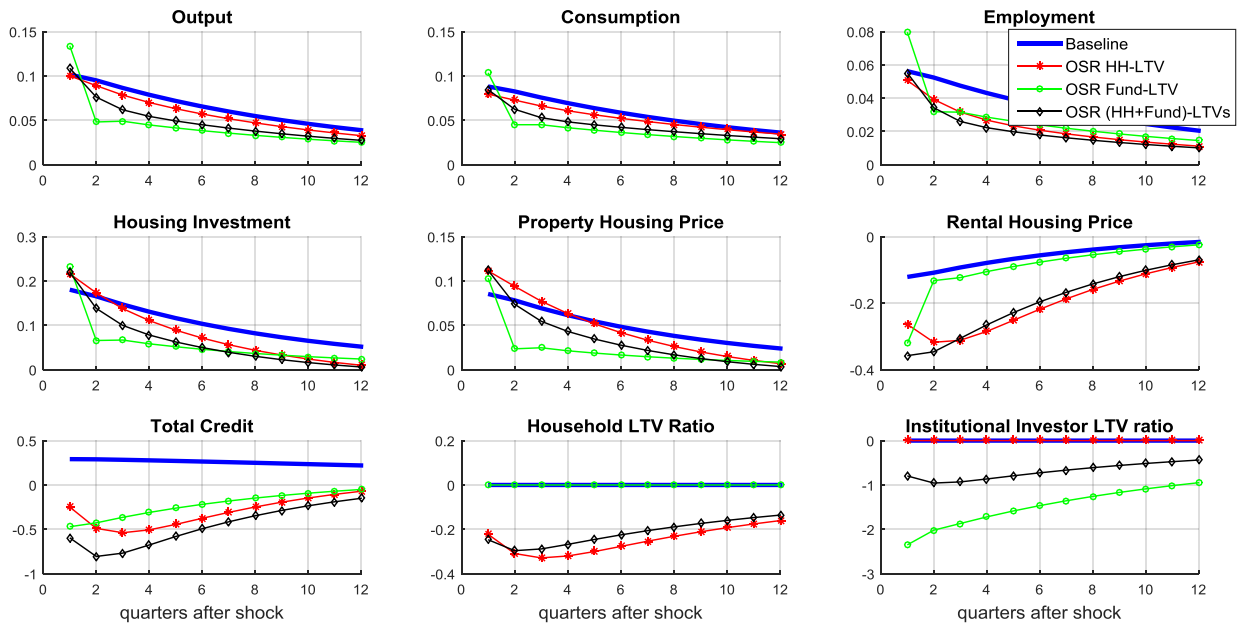 Output
Consumption
Employment
0.15
0.1
0.05
0
0 2 4 6 8 10 12
0.15
0.1
0.05
0
0 2 4 6 8 10 12
0.08
0.06
0.04
0.02
0
0 2 4 6 8 10 12
Baseline
OSR HH-LTV
OSR Fund-LTV
OSR (HH+Fund)-LTVs
Housing Investment
Property Housing Price
Rental Housing Price
0.3
0.2
0.1
0
0 2 4 6 8 10 12
0.15
0.1
0.05
0
0 2 4 6 8 10 12
0
-0.2
-0.4
0 2 4 6 8 10 12
Total Credit
Household LTV Ratio
Institutional Investor LTV ratio
0.5
0
-0.5
-1
0 2 4 6 8 10 12
quarters after shock
0.2
0
-0.2
-0.4
0 2 4 6 8 10 12
quarters after shock
0
-1
-2
-3
0 2 4 6 8 10 12
quarters after shock